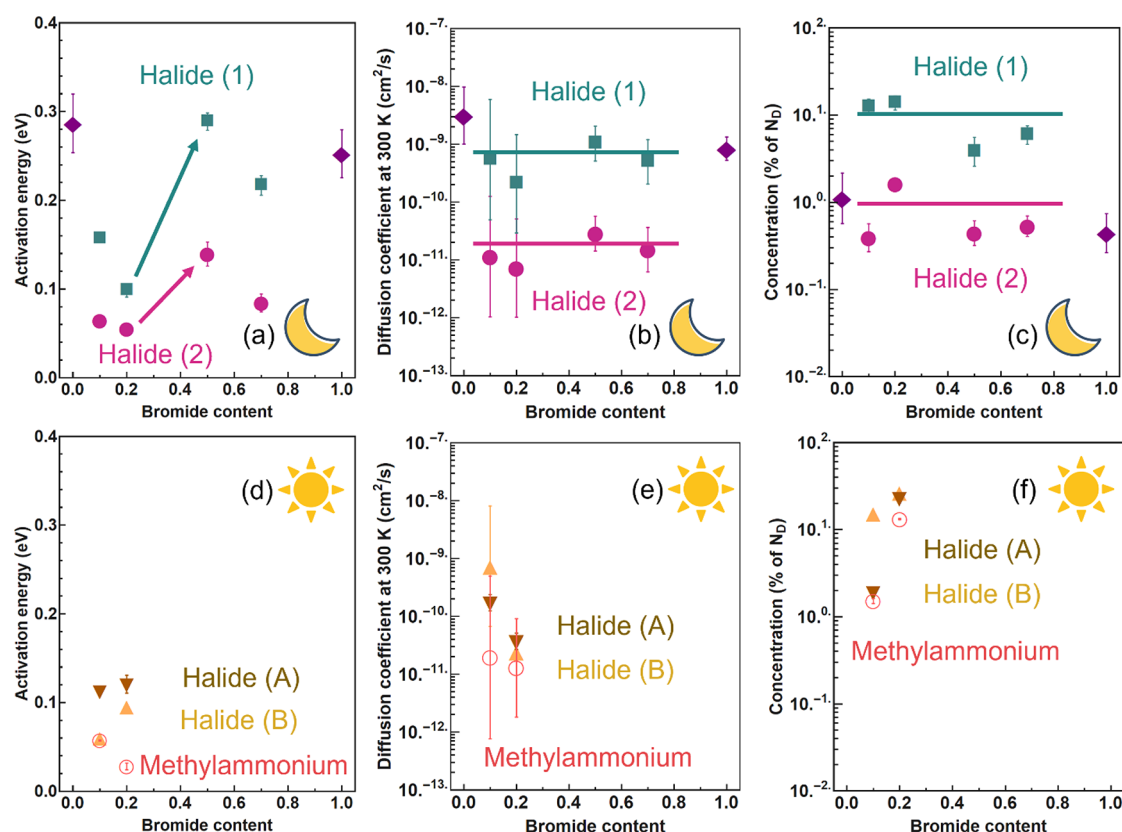 0.4
0.3
0.2
0.1
0.0
Activation energy (eV)
Halide (1)
Halide (2)
(a)
0.0 0.2 0.4 0.6 0.8 1.0
Bromide content
10.-7.
10.-8.
10.-9.
10.-10.
10.-11.
10.-12.
10.-13.
Diffusion coefficient at 300 K (cm2/s)
Halide (1)
Halide (2)
(b)
0.0 0.2 0.4 0.6 0.8 1.0
Bromide content
10.2.
10.1.
10.0.
10.-1.
10.-2.
Concentration (% of ND)
Halide (1)
Halide (2)
(c)
0.0 0.2 0.4 0.6 0.8 1.0
Bromide content
0.4
0.3
0.2
0.1
0.0
Activation energy (eV)
(d)
Halide (A)
Halide (B)
Methylammonium
0.0 0.2 0.4 0.6 0.8 1.0
Bromide content
10.-7.
10.-8.
10.-9.
10.-10.
10.-11.
10.-12.
10.-13.
Diffusion coefficient at 300 K (cm2/s)
(e)
Halide (A)
Halide (B)
Methylammonium
0.0 0.2 0.4 0.6 0.8 1.0
Bromide content
10.2.
10.1.
10.0.
10.-1.
10.-2.
Concentration (% of ND)
(f)
Halide (A)
Halide (B)
Methylammonium
0.0 0.2 0.4 0.6 0.8 1.0
Bromide content